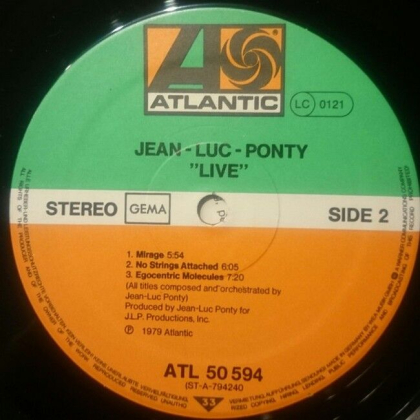 ATLANTIC
LC 0121
JEAN-LUC-PONTY
"LIVE"
STEREO GEMA SIDE 2
1. Mirage 5:54
2. No Strings Attached 6:05
3. Egocentric Molecules 7:20
(All titles composed and orchestrated by
Jean-Luc Ponty)
Produced by Jean-Luc Ponty for
J.L.P. Productions, Inc.
℗ 1979 Atlantic
ATL 50 594
(ST-A-794240
33